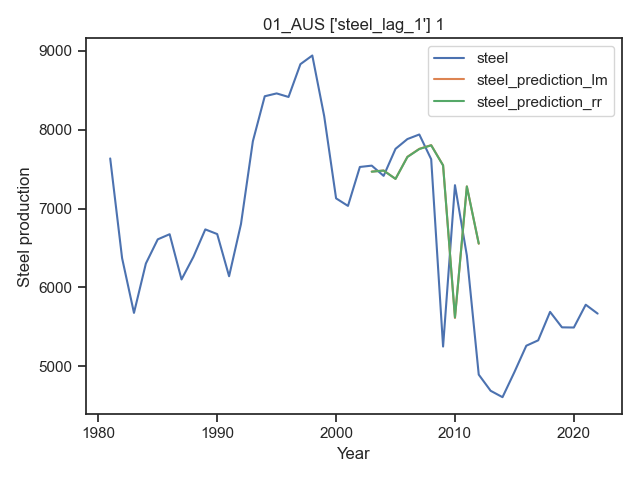 01_AUS ['steel_lag_1'] 1
steel
steel_prediction_lm
steel_prediction_rr
Steel production
9000
8000
7000
6000
5000
1980
1990
2000
2010
2020
Year